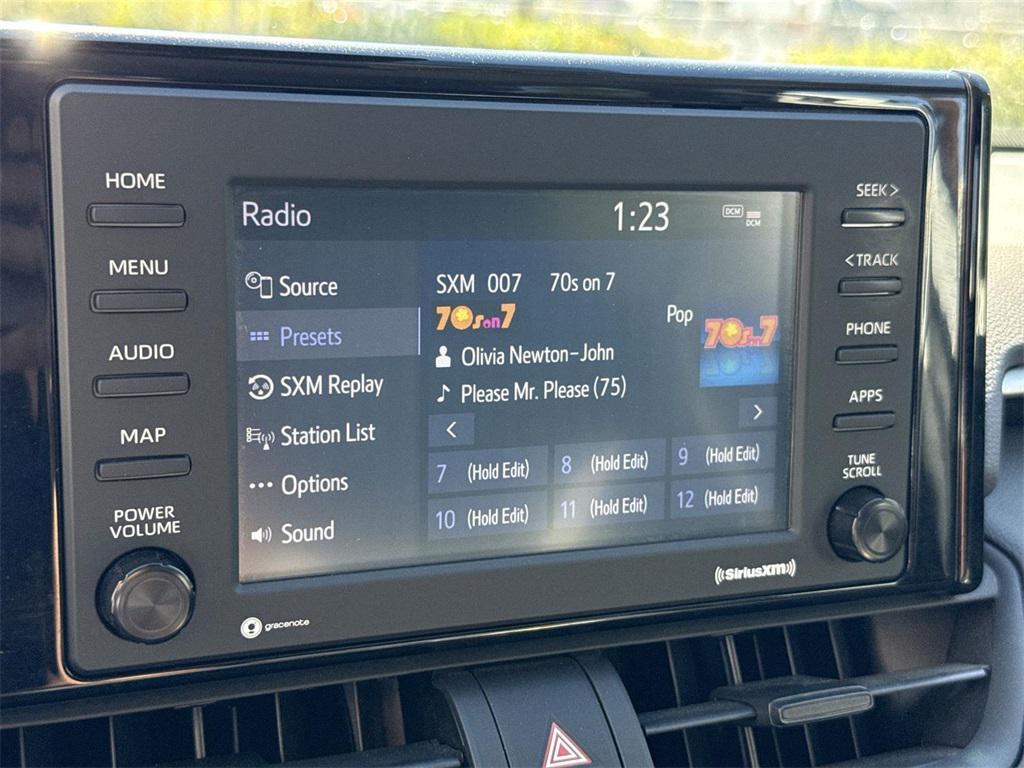 HOME
MENU
AUDIO
MAP
POWER
VOLUME
gracenote
Radio
1:23
DCM
DCM
Source
Presets
SXM Replay
Station List
Options
Sound
SXM 007 70s on 7
70s on 7
Pop
70s on 7
Olivia Newton-John
Please Mr. Please (75)
<
>
7 (Hold Edit)
8 (Hold Edit)
9 (Hold Edit)
10 (Hold Edit)
11 (Hold Edit)
12 (Hold Edit)
SEEK >
< TRACK
PHONE
APPS
TUNE
SCROLL
((SiriusXM))